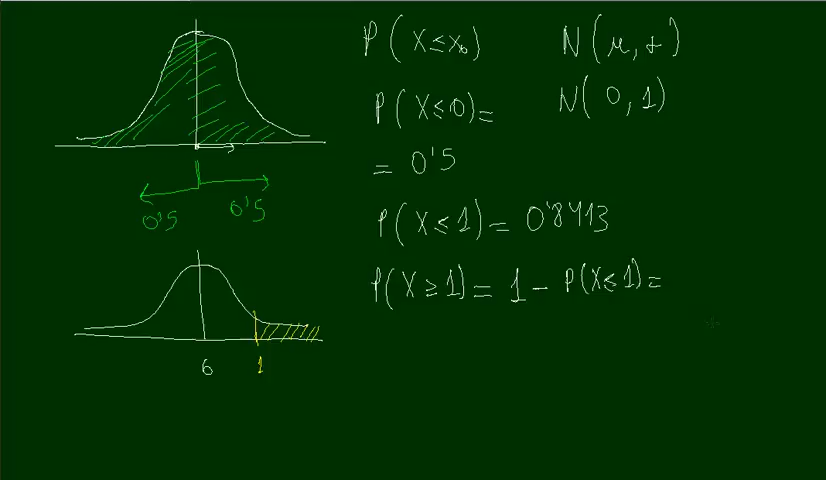 P(X≤x₀) N(μ,σ)
P(X≤0)= N(0,1)
= 0'5
0'5 0'5
P(X≤1)=0'8413
P(X≥1)=1-P(X≤1)=
0 1